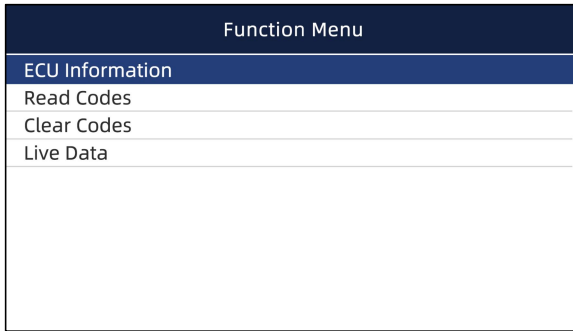 Function Menu
ECU Information
Read Codes
Clear Codes
Live Data